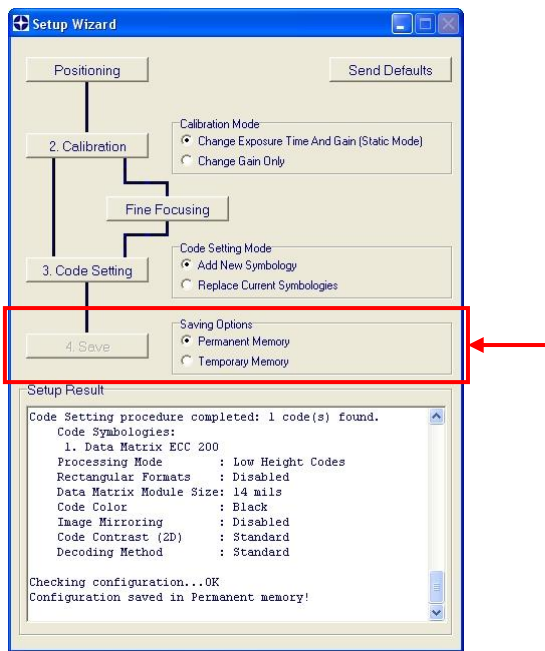 Setup Wizard
Positioning
Send Defaults
Calibration Mode
2. Calibration
Change Exposure Time And Gain (Static Mode)
Change Gain Only
Fine Focusing
Code Setting Mode
3. Code Setting
Add New Symbology
Replace Current Symbologies
Saving Options
4. Save
Permanent Memory
Temporary Memory
Setup Result
Code Setting procedure completed: 1 code(s) found.
Code Symbologies:
1. Data Matrix ECC 200
Processing Mode : Low Height Codes
Rectangular Formats : Disabled
Data Matrix Module Size: 14 mils
Code Color : Black
Image Mirroring : Disabled
Code Contrast (2D) : Standard
Decoding Method : Standard
Checking configuration...OK
Configuration saved in Permanent memory!